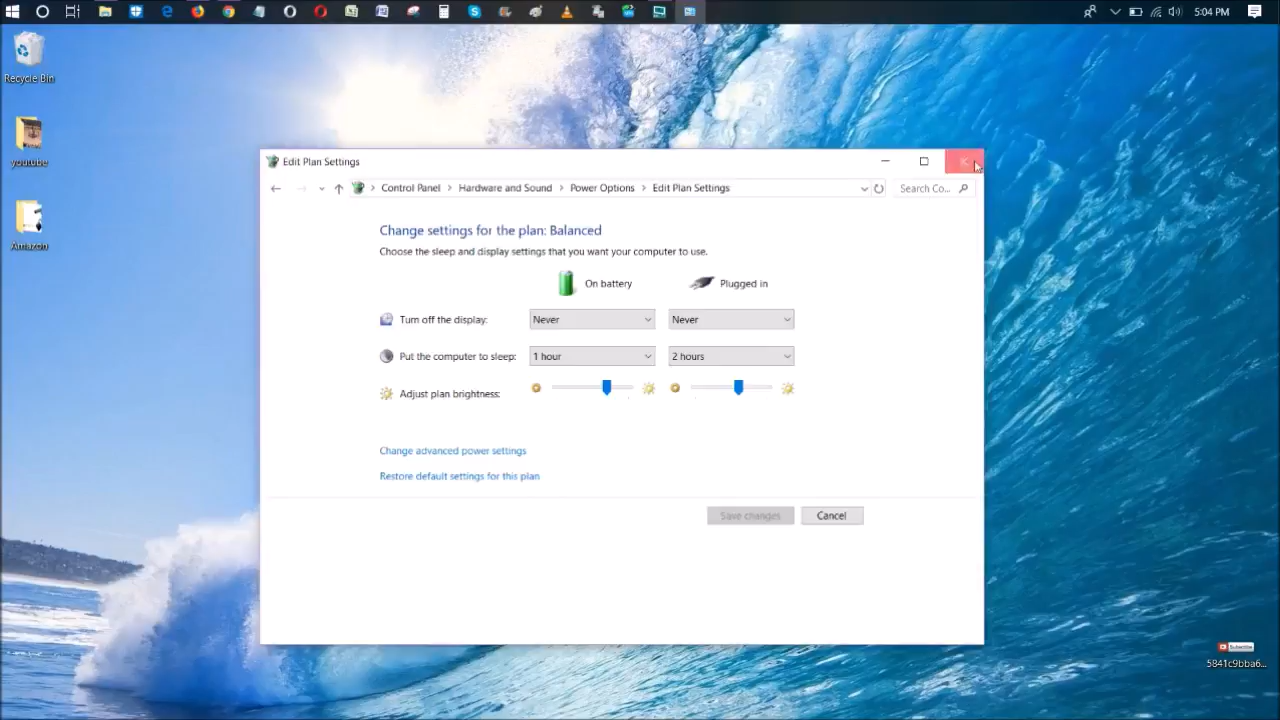 5:04 PM
Recycle Bin
youtube
Amazon
Edit Plan Settings
Control Panel > Hardware and Sound > Power Options > Edit Plan Settings
Search Co...
Change settings for the plan: Balanced
Choose the sleep and display settings that you want your computer to use.
On battery Plugged in
Turn off the display: Never Never
Put the computer to sleep: 1 hour 2 hours
Adjust plan brightness:
Change advanced power settings
Restore default settings for this plan
Save changes Cancel
Subscribe
5841c9bba6...